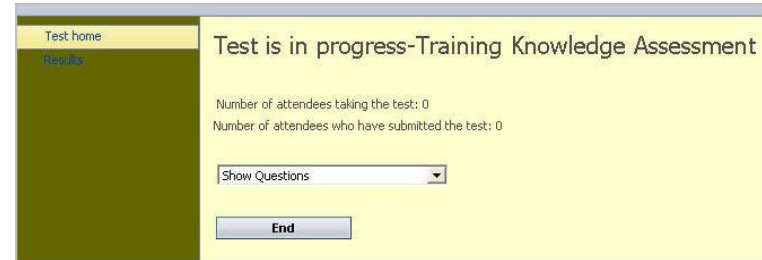 Test home
Results
Test is in progress-Training Knowledge Assessment
Number of attendees taking the test: 0
Number of attendees who have submitted the test: 0
Show Questions
End